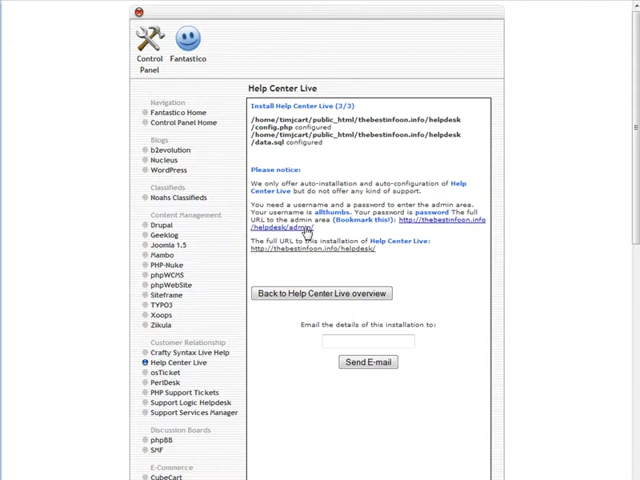 Control
Panel
Fantastico
Help Center Live
Navigation
Fantastico Home
Control Panel Home
Blogs
b2evolution
Nucleus
WordPress
Classifieds
Noahs Classifieds
Content Management
Drupal
Geeklog
Joomla 1.5
Mambo
PHP-Nuke
phpWCMS
phpWebSite
Siteframe
TYPO3
Xoops
Zikula
Customer Relationship
Crafty Syntax Live Help
Help Center Live
osTicket
PerlDesk
PHP Support Tickets
Support Logic Helpdesk
Support Services Manager
Discussion Boards
phpBB
SMF
E-Commerce
CubeCart
Install Help Center Live (3/3)
/home/timjcart/public_html/thebestinfoon.info/helpdesk
/config.php configured
/home/timjcart/public_html/thebestinfoon.info/helpdesk
/data.sql configured
Please notice:
We only offer auto-installation and auto-configuration of Help
Center Live but do not offer any kind of support.
You need a username and a password to enter the admin area.
Your username is allthumbs. Your password is password The full
URL to the admin area (Bookmark this!): http://thebestinfoon.info
/helpdesk/admin/
The full URL to this installation of Help Center Live:
http://thebestinfoon.info/helpdesk/
Back to Help Center Live overview
Email the details of this installation to:
Send E-mail